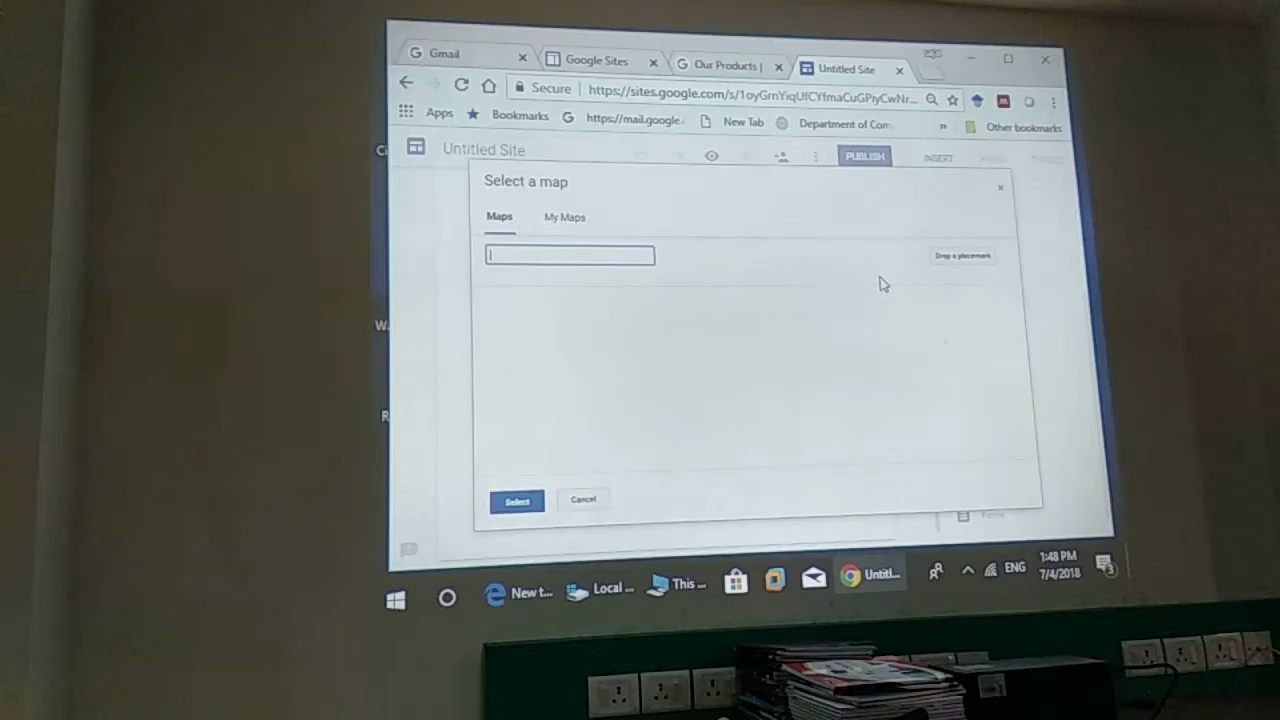 Gmail
Google Sites
Our Products |
Untitled Site
Secure
https://sites.google.com/s/1oyGrnYiqUfCYfmaCuGPiyCwNr...
Apps
Bookmarks
https://mail.google.
New Tab
Department of Com
»
Other bookmarks
Untitled Site
PUBLISH
INSERT
Select a map
×
Maps
My Maps
Drop a placemark
Select
Cancel
New t...
Local ...
This ...
Untitl...
ENG
1:48 PM
7/4/2018
3